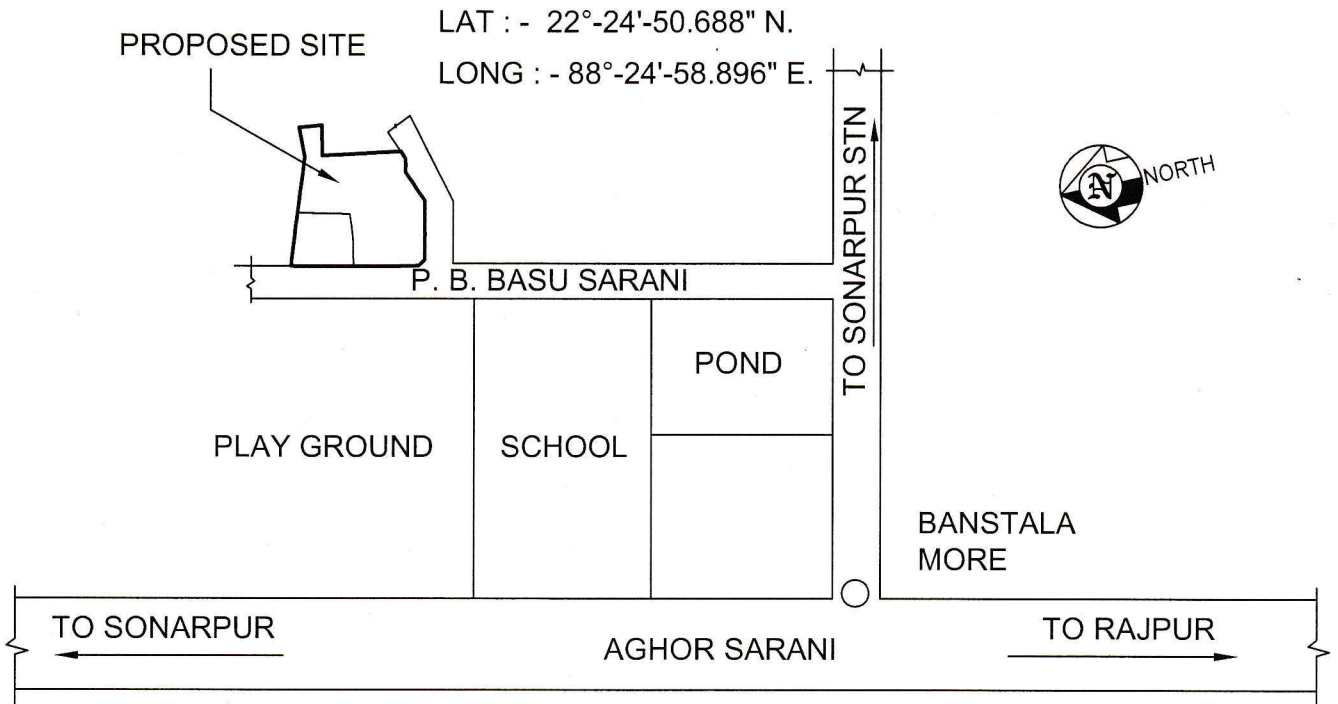 LAT : - 22°-24'-50.688" N.
PROPOSED SITE
LONG : - 88°-24'-58.896" E.
TO SONARPUR STN
N
NORTH
P. B. BASU SARANI
POND
PLAY GROUND
SCHOOL
BANSTALA
MORE
TO SONARPUR
AGHOR SARANI
TO RAJPUR